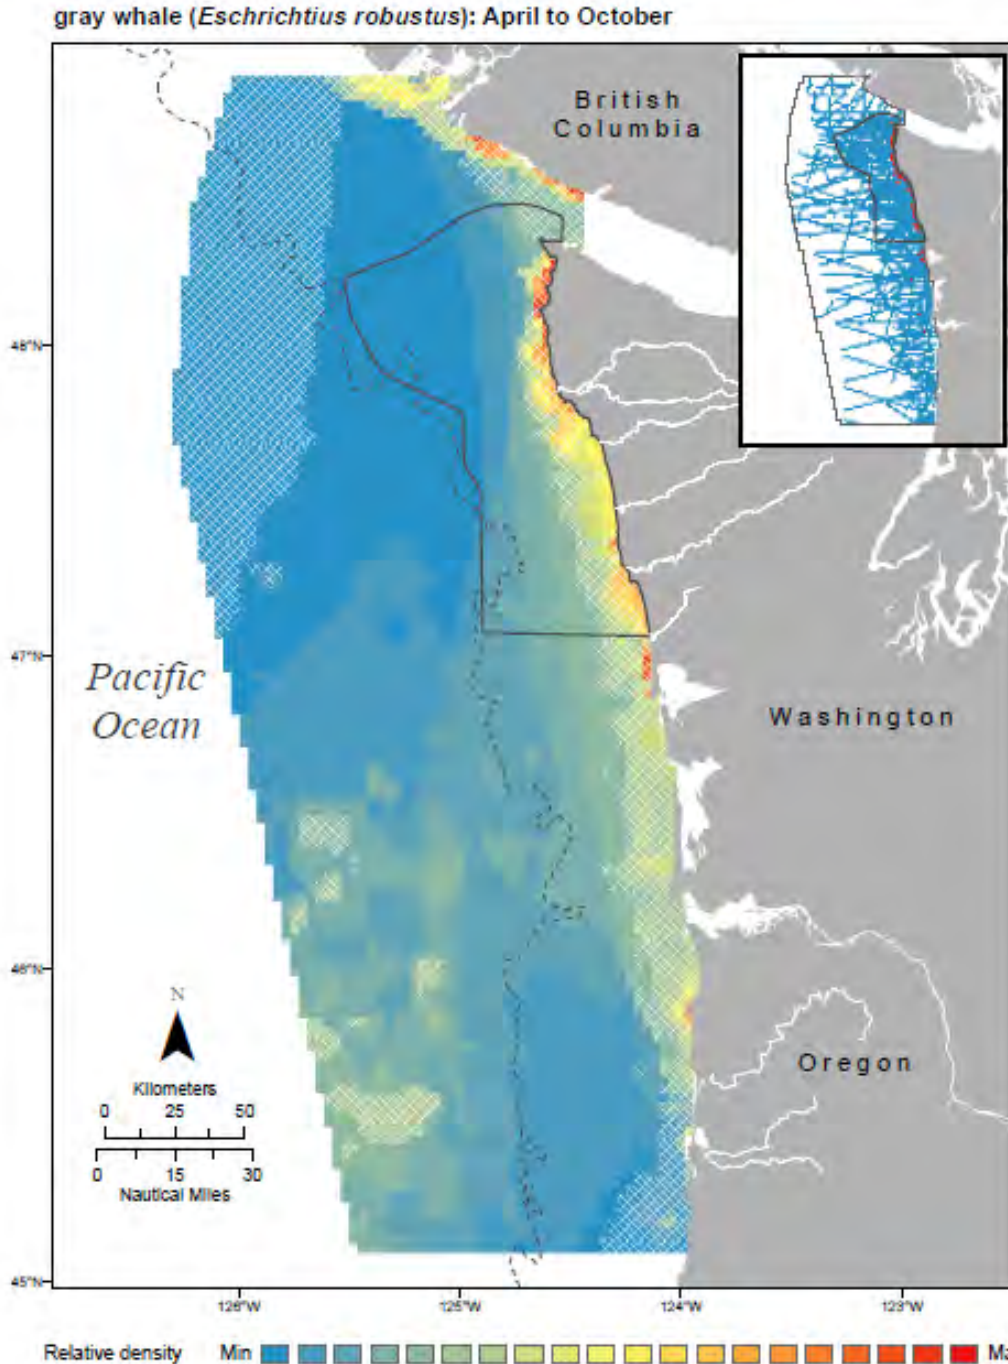 gray whale (Eschrichtius robustus): April to October
British
Columbia
48°N
47°N
Pacific
Ocean
Washington
46°N
N
Oregon
Kilometers
0 25 50
0 15 30
Nautical Miles
45°N
126°W 125°W 124°W 123°W
Relative density Min Ma